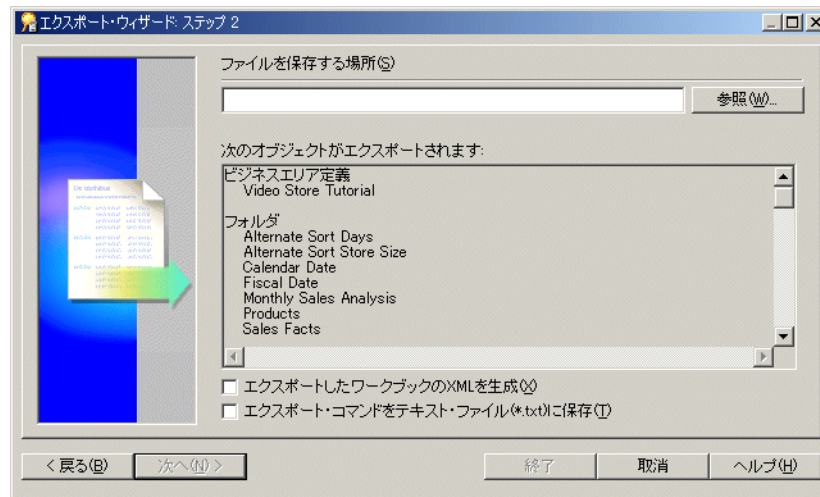 エクスポート・ウィザード: ステップ 2
ファイルを保存する場所(S)
参照(W)...
次のオブジェクトがエクスポートされます:
ビジネスエリア定義
Video Store Tutorial
フォルダ
Alternate Sort Days
Alternate Sort Store Size
Calendar Date
Fiscal Date
Monthly Sales Analysis
Products
Sales Facts
エクスポートしたワークブックのXMLを生成(X)
エクスポート・コマンドをテキスト・ファイル(*.txt)に保存(T)
< 戻る(B)
次へ(N) >
終了
取消
ヘルプ(H)